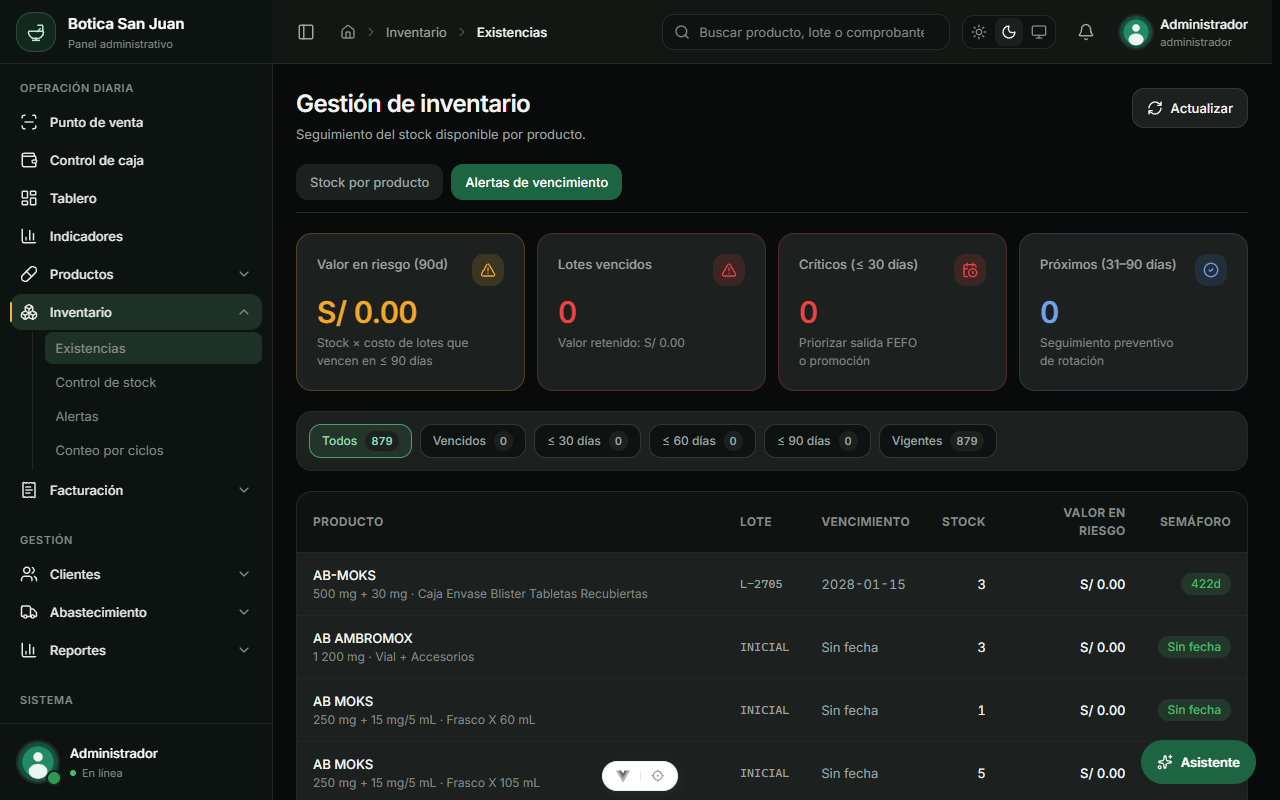 Botica San Juan
Panel administrativo
Inventario
Existencias
Buscar producto, lote o comprobante
Administrador
administrador
OPERACIÓN DIARIA
Punto de venta
Control de caja
Tablero
Indicadores
Productos
Inventario
Existencias
Control de stock
Alertas
Conteo por ciclos
Facturación
GESTIÓN
Clientes
Abastecimiento
Reportes
SISTEMA
Administrador
En línea
Gestión de inventario
Seguimiento del stock disponible por producto.
Actualizar
Stock por producto
Alertas de vencimiento
Valor en riesgo (90d)
S/ 0.00
Stock × costo de lotes que
vencen en ≤ 90 días
Lotes vencidos
0
Valor retenido: S/ 0.00
Críticos (≤ 30 días)
0
Priorizar salida FEFO
o promoción
Próximos (31–90 días)
0
Seguimiento preventivo
de rotación
Todos 879
Vencidos 0
≤ 30 días 0
≤ 60 días 0
≤ 90 días 0
Vigentes 879
PRODUCTO LOTE VENCIMIENTO STOCK VALOR EN RIESGO SEMÁFORO
AB-MOKS
500 mg + 30 mg · Caja Envase Blister Tabletas Recubiertas
L-2705 2028-01-15 3 S/ 0.00 422d
AB AMBROMOX
1 200 mg · Vial + Accesorios
INICIAL Sin fecha 3 S/ 0.00 Sin fecha
AB MOKS
250 mg + 15 mg/5 mL · Frasco X 60 mL
INICIAL Sin fecha 1 S/ 0.00 Sin fecha
AB MOKS
250 mg + 15 mg/5 mL · Frasco X 105 mL
INICIAL Sin fecha 5 S/ 0.00
Asistente